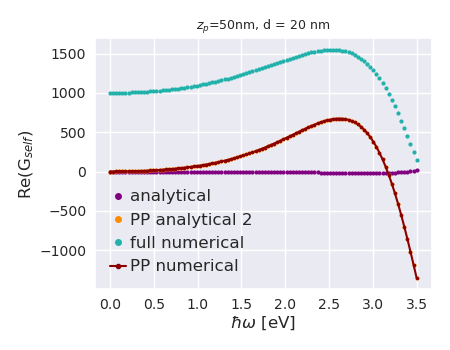 z_p=50nm, d = 20 nm
Re(G_self)
1500
1000
500
0
−500
−1000
analytical
PP analytical 2
full numerical
PP numerical
0.0 0.5 1.0 1.5 2.0 2.5 3.0 3.5
ħω [eV]